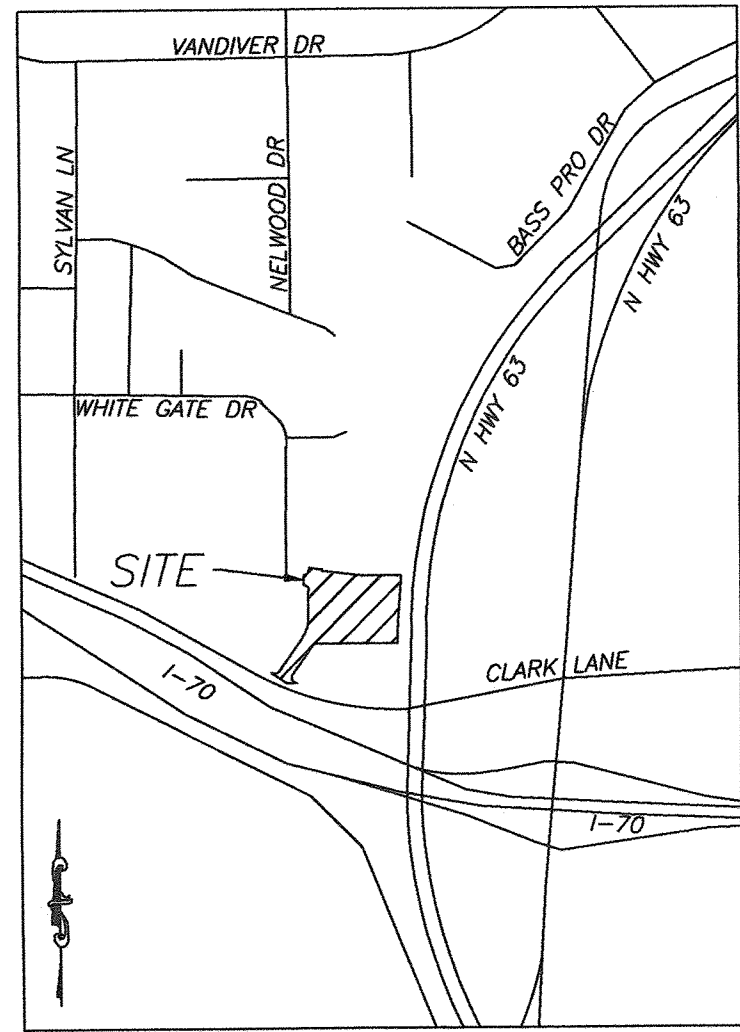 VANDIVER DR
SYLVAN LN
NELWOOD DR
BASS PRO DR
N HWY 63
N HWY 63
WHITE GATE DR
SITE
I-70
CLARK LANE
I-70